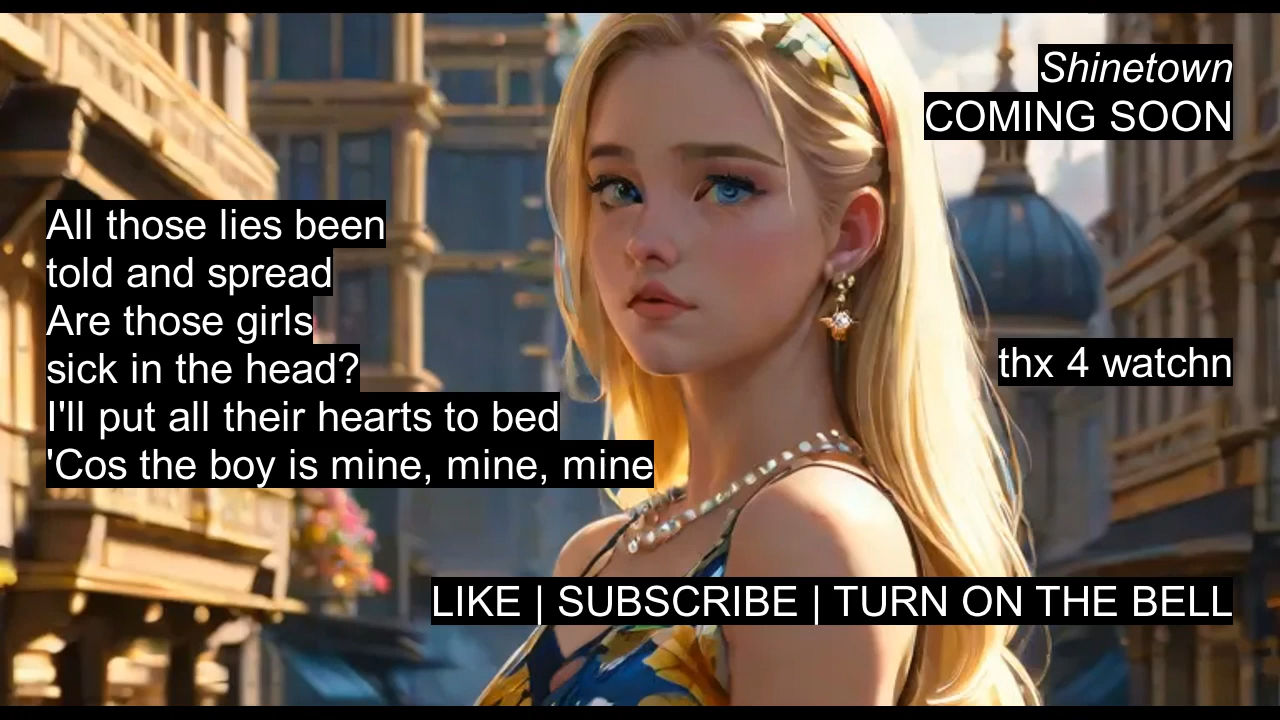 Shinetown
COMING SOON
All those lies been
told and spread
Are those girls
sick in the head?
I'll put all their hearts to bed
'Cos the boy is mine, mine, mine
thx 4 watchn
LIKE | SUBSCRIBE | TURN ON THE BELL